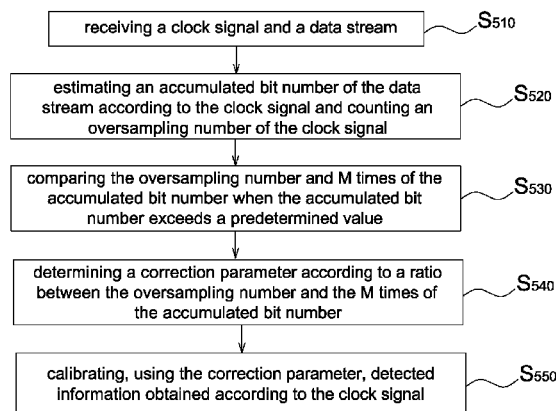 receiving a clock signal and a data stream
S510
estimating an accumulated bit number of the data
stream according to the clock signal and counting an
oversampling number of the clock signal
S520
comparing the oversampling number and M times of the
accumulated bit number when the accumulated bit
number exceeds a predetermined value
S530
determining a correction parameter according to a ratio
between the oversampling number and the M times of
the accumulated bit number
S540
calibrating, using the correction parameter, detected
information obtained according to the clock signal
S550